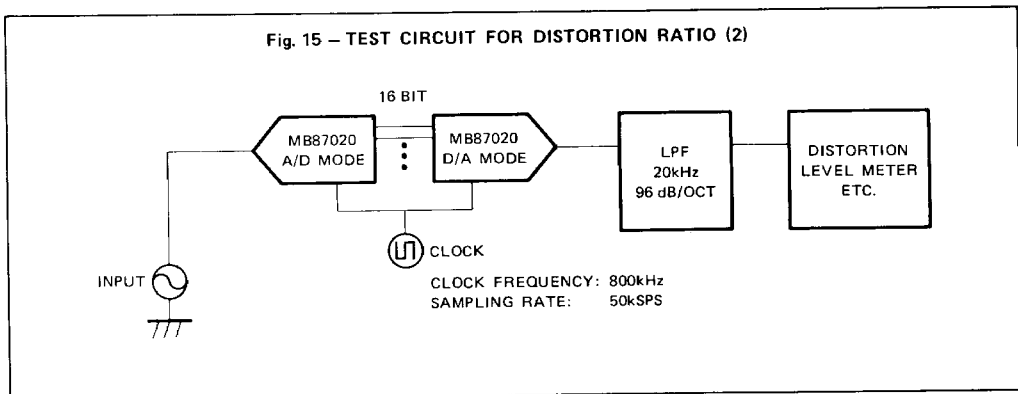 Fig. 15 – TEST CIRCUIT FOR DISTORTION RATIO (2)
16 BIT
MB87020
A/D MODE
MB87020
D/A MODE
LPF
20kHz
96 dB/OCT
DISTORTION
LEVEL METER
ETC.
CLOCK
INPUT
CLOCK FREQUENCY: 800kHz
SAMPLING RATE: 50kSPS